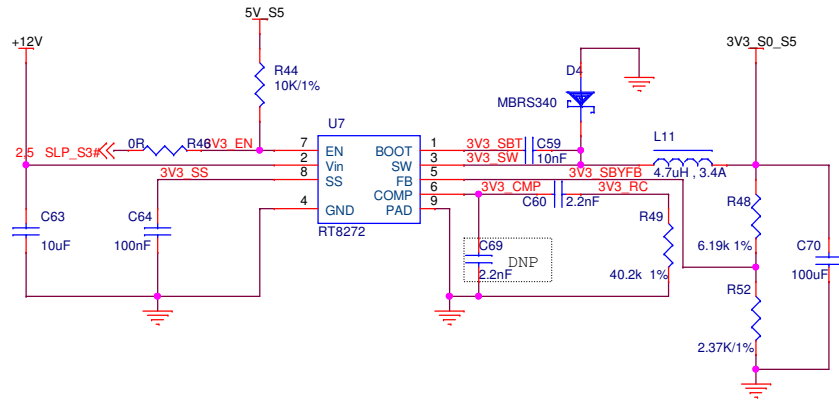 5V_S5
+12V
3V3_S0_S5
R44
10K/1%
D4
MBRS340
U7
0R
R46
3V3_EN
2,5 SLP_S3#
7 EN BOOT 1 3V3_SBT C59
2 Vin SW 3 3V3_SW 10nF
L11
4.7uH , 3.4A
3V3_SS 8 SS FB 5 3V3_SBYFB
COMP 6 3V3_CMP 3V3_RC
4 GND PAD 9 C60 2.2nF
RT8272
C63
10uF
C64
100nF
C69
DNP
2.2nF
R49
40.2k 1%
R48
6.19k 1%
C70
100uF
R52
2.37K/1%